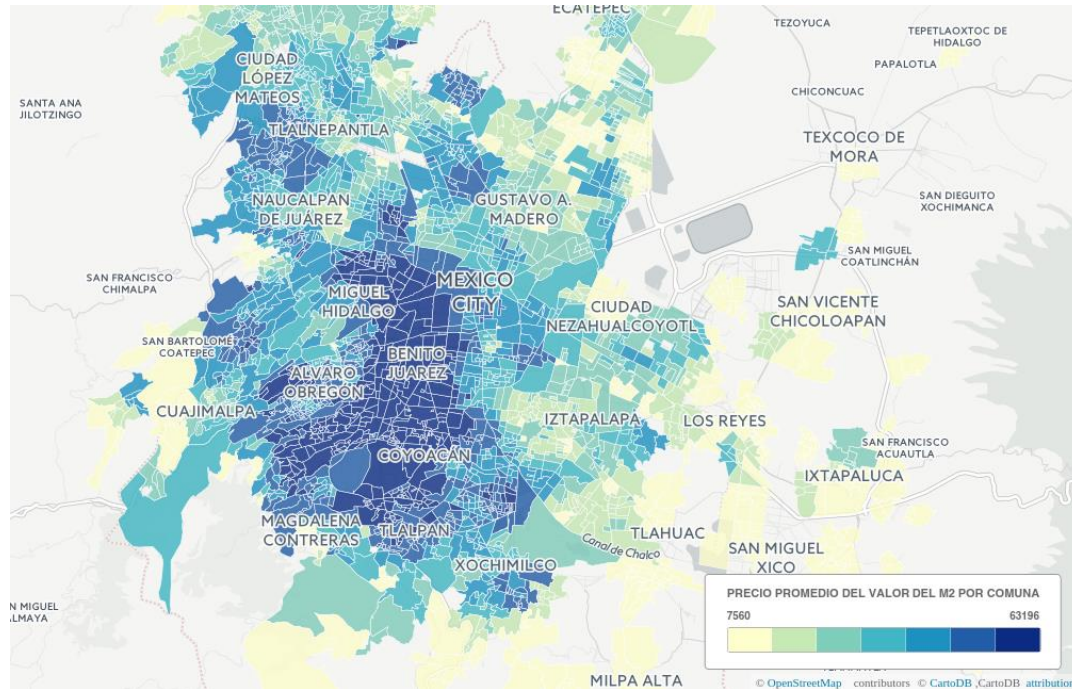 ECATEPEC
TEZOYUCA
TEPETLAOXTOC DE
HIDALGO
PAPALOTLA
CIUDAD
LÓPEZ
MATEOS
CHICONCUAC
SANTA ANA
JILOTZINGO
TLALNEPANTLA
TEXCOCO DE
MORA
NAUCALPAN
DE JUÁREZ
GUSTAVO A.
MADERO
SAN DIEGUITO
XOCHIMANCA
SAN MIGUEL
COATLINCHÁN
SAN FRANCISCO
CHIMALPA
MIGUEL
HIDALGO
MEXICO
CITY
CIUDAD
NEZAHUALCOYOTL
SAN VICENTE
CHICOLOAPAN
SAN BARTOLOMÉ
COATEPEC
BENITO
JUAREZ
ALVARO
OBREGÓN
CUAJIMALPA
IZTAPALAPA
LOS REYES
SAN FRANCISCO
ACUAUTLA
COYOACÁN
IXTAPALUCA
MAGDALENA
CONTRERAS
TLALPAN
TLAHUAC
Canal de Chalco
SAN MIGUEL
XICO
XOCHIMILCO
N MIGUEL
ALMAYA
PRECIO PROMEDIO DEL VALOR DEL M2 POR COMUNA
7560 63196
MILPA ALTA
© OpenStreetMap contributors © CartoDB ,CartoDB attribution